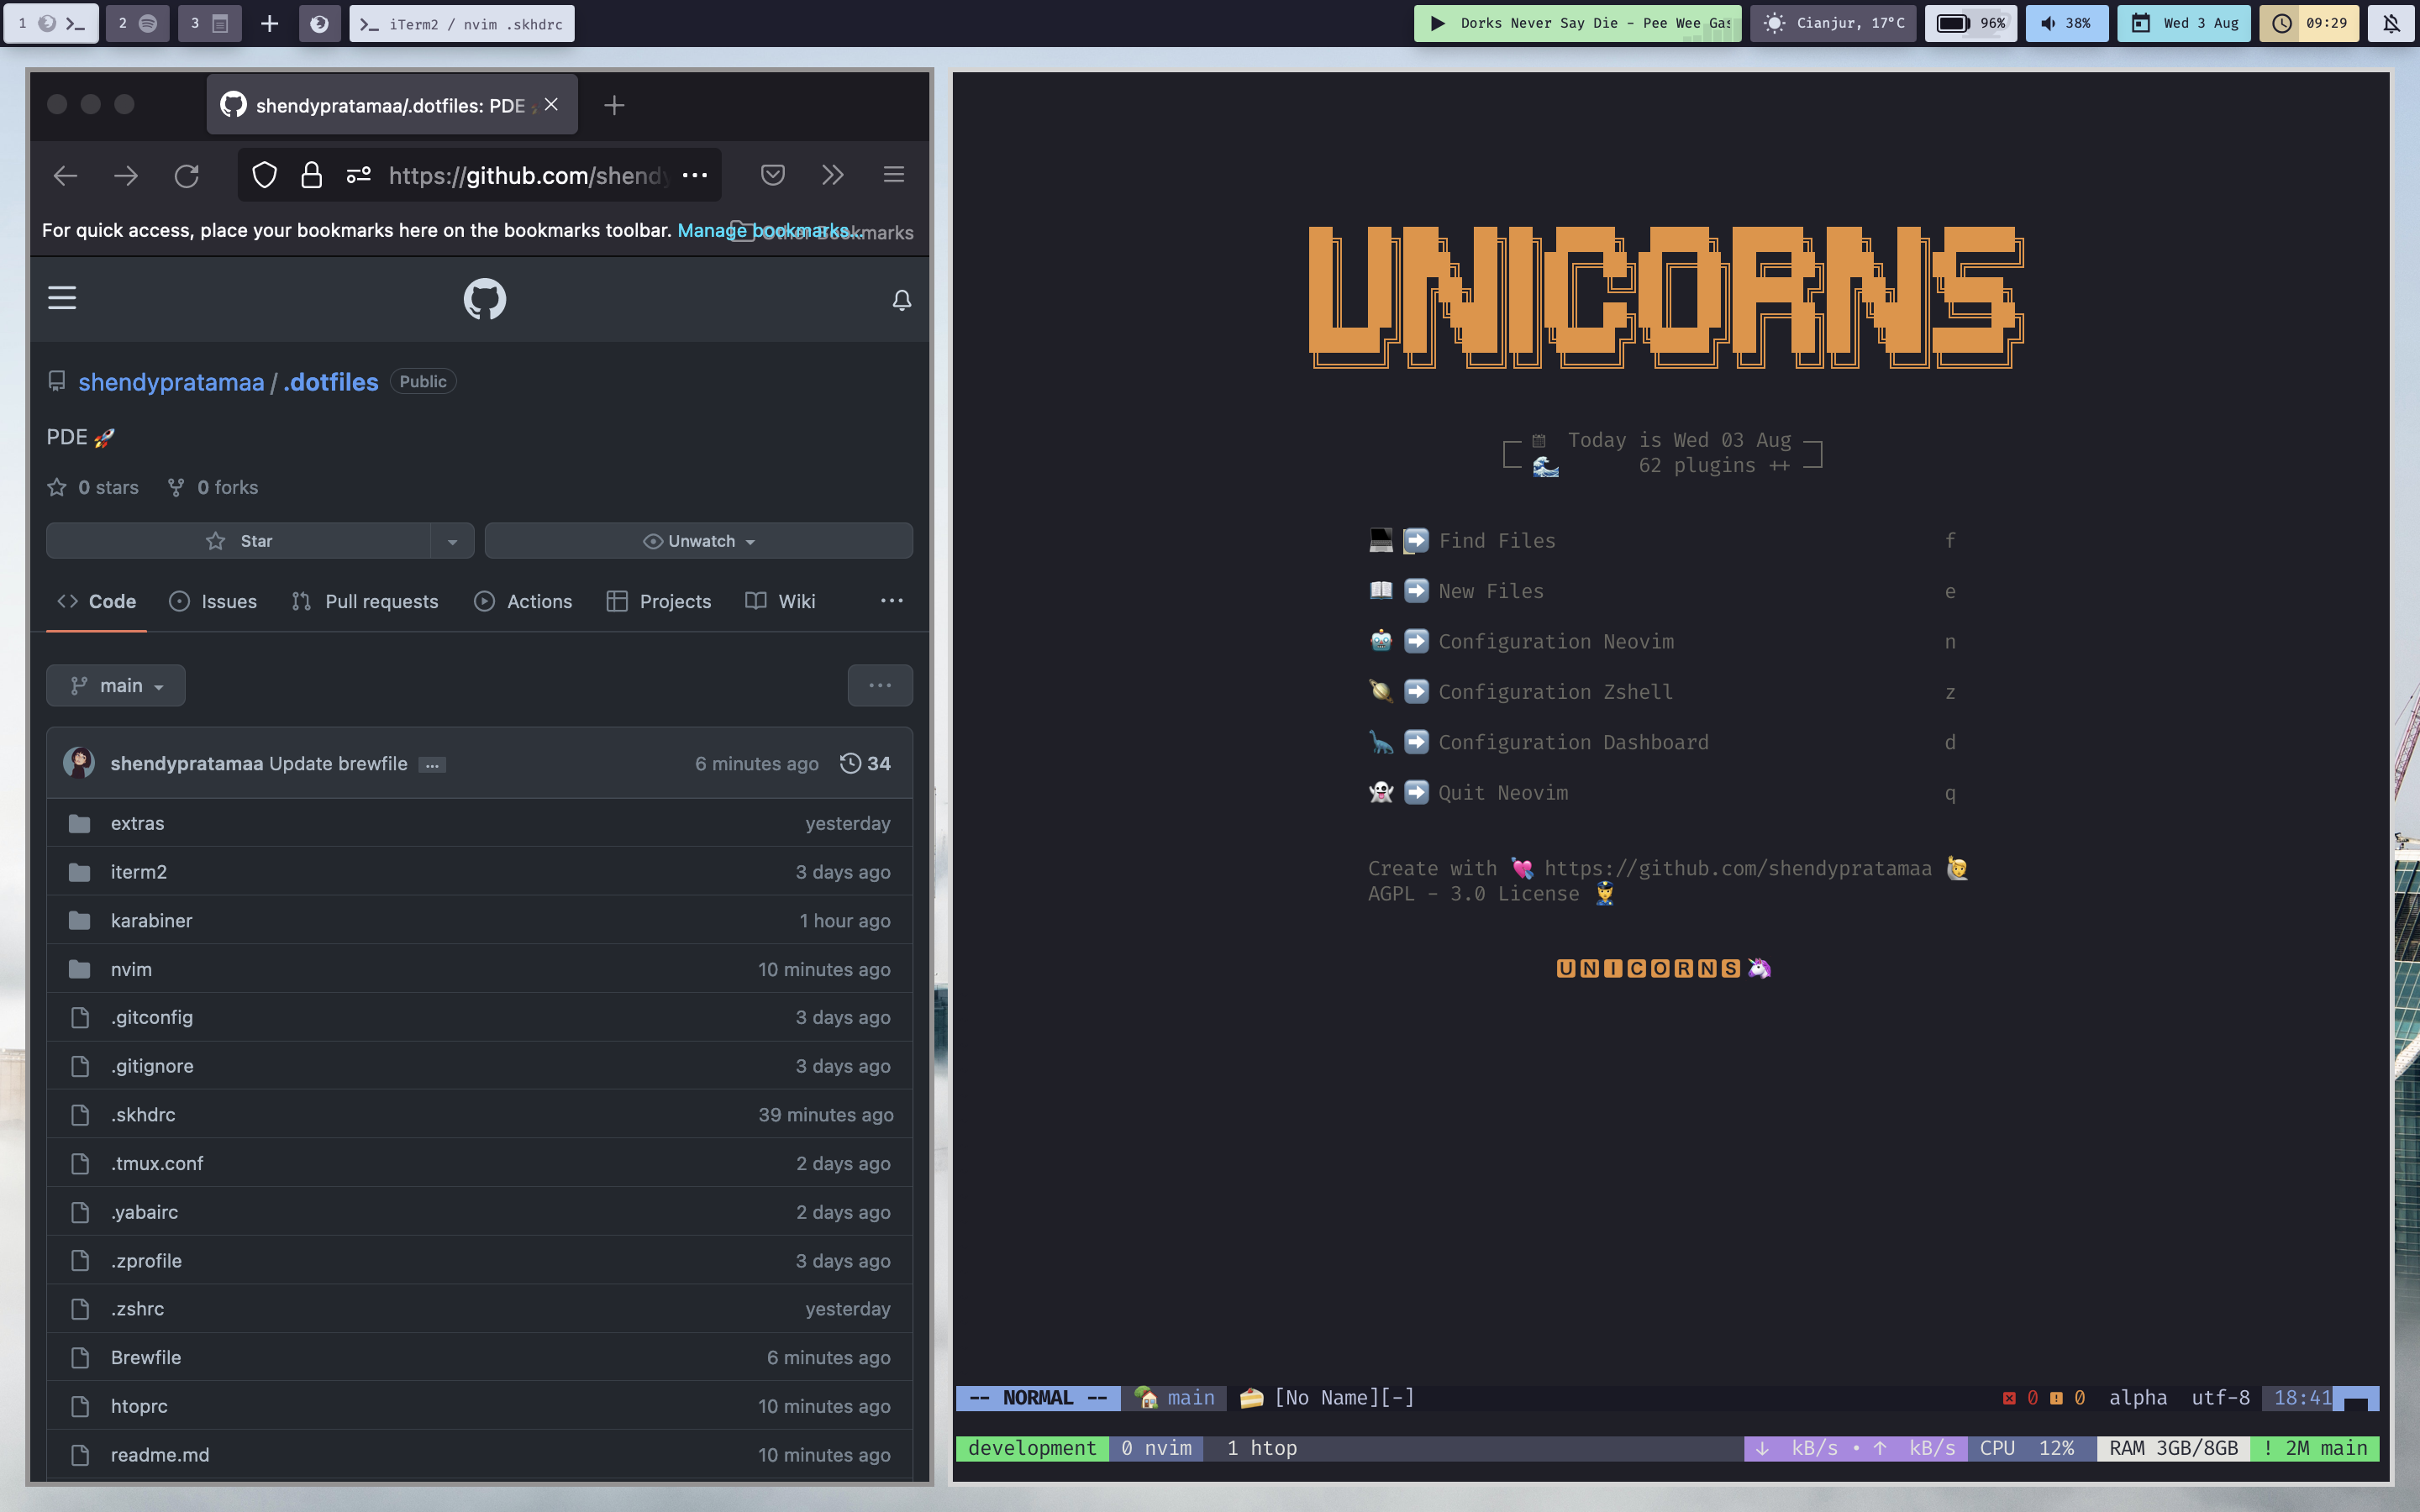 1
2
3
iTerm2 / nvim .skhdrc
Dorks Never Say Die - Pee Wee Gas
Cianjur, 17°C
96%
38%
Wed 3 Aug
09:29
shendypratamaa/.dotfiles: PDE
https://github.com/shendy
For quick access, place your bookmarks here on the bookmarks toolbar. Manage bookmarks...
Other Bookmarks
shendypratamaa / .dotfiles Public
PDE 🚀
0 stars 0 forks
Star Unwatch
Code Issues Pull requests Actions Projects Wiki ...
main
...
shendypratamaa Update brewfile ... 6 minutes ago 34
extras yesterday
iterm2 3 days ago
karabiner 1 hour ago
nvim 10 minutes ago
.gitconfig 3 days ago
.gitignore 3 days ago
.skhdrc 39 minutes ago
.tmux.conf 2 days ago
.yabairc 2 days ago
.zprofile 3 days ago
.zshrc yesterday
Brewfile 6 minutes ago
htoprc 10 minutes ago
readme.md 10 minutes ago
UNICORNS
Today is Wed 03 Aug
62 plugins ++
Find Files f
New Files e
Configuration Neovim n
Configuration Zshell z
Configuration Dashboard d
Quit Neovim q
Create with 💘 https://github.com/shendypratamaa 🙋
AGPL - 3.0 License 👮
UNICORNS 🦄
-- NORMAL -- main [No Name][-] 0 0 alpha utf-8 18:41
development 0 nvim 1 htop ↓ kB/s • ↑ kB/s CPU 12% RAM 3GB/8GB ! 2M main